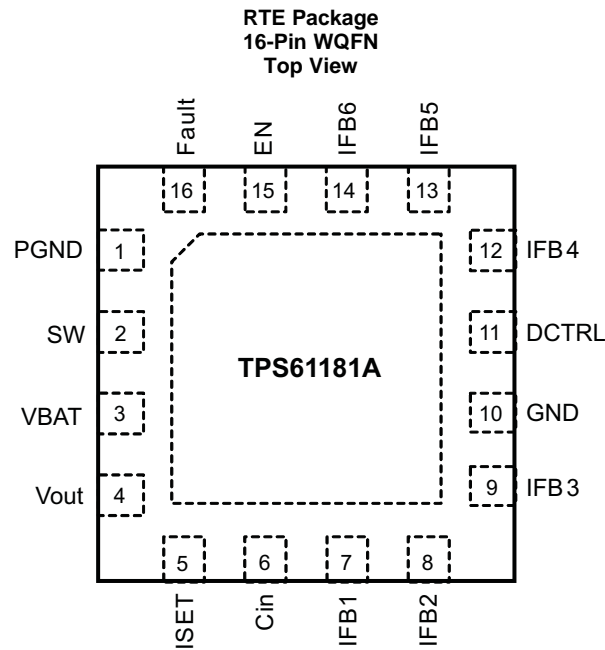 RTE Package
16-Pin WQFN
Top View
Fault
EN
IFB6
IFB5
16
15
14
13
PGND 1
12 IFB4
SW 2
11 DCTRL
TPS61181A
VBAT 3
10 GND
Vout 4
9 IFB3
5
6
7
8
ISET
Cin
IFB1
IFB2